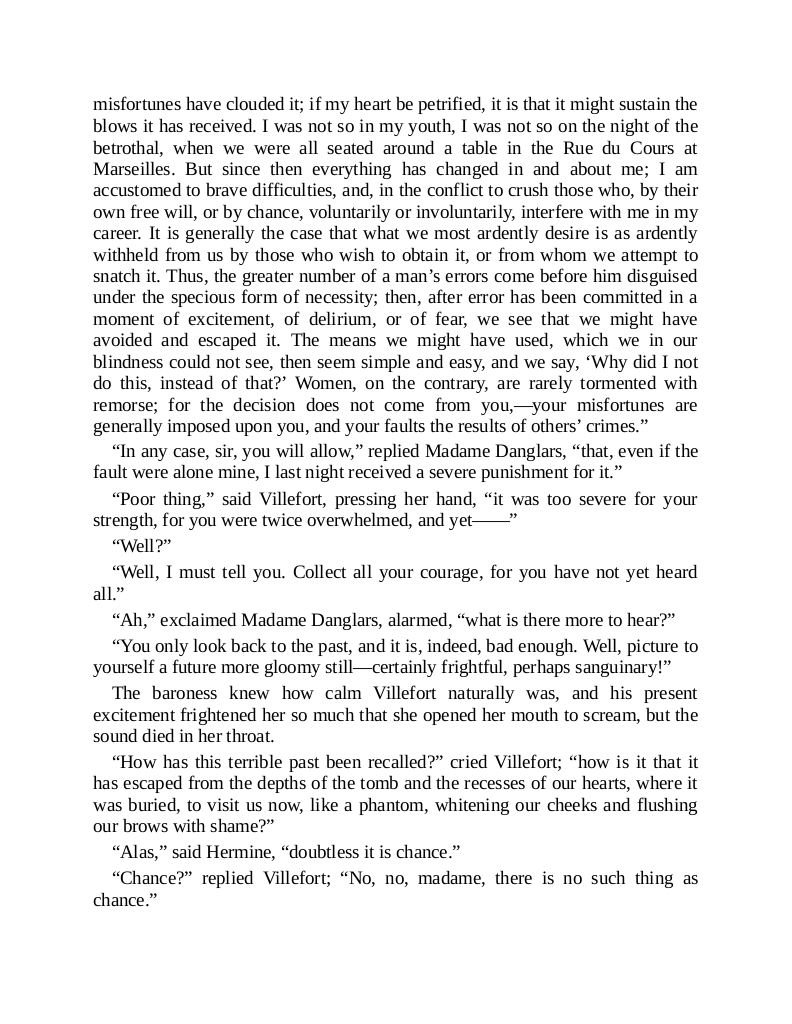 misfortunes have clouded it; if my heart be petrified, it is that it might sustain the
blows it has received. I was not so in my youth, I was not so on the night of the
betrothal, when we were all seated around a table in the Rue du Cours at
Marseilles. But since then everything has changed in and about me; I am
accustomed to brave difficulties, and, in the conflict to crush those who, by their
own free will, or by chance, voluntarily or involuntarily, interfere with me in my
career. It is generally the case that what we most ardently desire is as ardently
withheld from us by those who wish to obtain it, or from whom we attempt to
snatch it. Thus, the greater number of a man’s errors come before him disguised
under the specious form of necessity; then, after error has been committed in a
moment of excitement, of delirium, or of fear, we see that we might have
avoided and escaped it. The means we might have used, which we in our
blindness could not see, then seem simple and easy, and we say, ‘Why did I not
do this, instead of that?’ Women, on the contrary, are rarely tormented with
remorse; for the decision does not come from you,—your misfortunes are
generally imposed upon you, and your faults the results of others’ crimes.”
“In any case, sir, you will allow,” replied Madame Danglars, “that, even if the
fault were alone mine, I last night received a severe punishment for it.”
“Poor thing,” said Villefort, pressing her hand, “it was too severe for your
strength, for you were twice overwhelmed, and yet——”
“Well?”
“Well, I must tell you. Collect all your courage, for you have not yet heard
all.”
“Ah,” exclaimed Madame Danglars, alarmed, “what is there more to hear?”
“You only look back to the past, and it is, indeed, bad enough. Well, picture to
yourself a future more gloomy still—certainly frightful, perhaps sanguinary!”
The baroness knew how calm Villefort naturally was, and his present
excitement frightened her so much that she opened her mouth to scream, but the
sound died in her throat.
“How has this terrible past been recalled?” cried Villefort; “how is it that it
has escaped from the depths of the tomb and the recesses of our hearts, where it
was buried, to visit us now, like a phantom, whitening our cheeks and flushing
our brows with shame?”
“Alas,” said Hermine, “doubtless it is chance.”
“Chance?” replied Villefort; “No, no, madame, there is no such thing as
chance.”